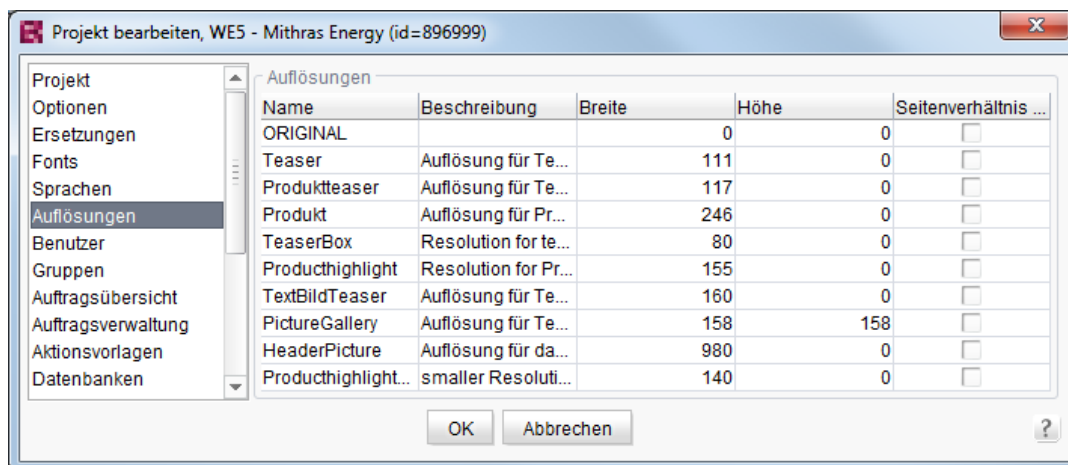 Projekt bearbeiten, WE5 - Mithras Energy (id=896999)
Projekt
Optionen
Ersetzungen
Fonts
Sprachen
Auflösungen
Benutzer
Gruppen
Auftragsübersicht
Auftragsverwaltung
Aktionsvorlagen
Datenbanken
Auflösungen
Name Beschreibung Breite Höhe Seitenverhältnis ...
ORIGINAL 0 0
Teaser Auflösung für Te... 111 0
Produktteaser Auflösung für Te... 117 0
Produkt Auflösung für Pr... 246 0
TeaserBox Resolution for te... 80 0
Producthighlight Resolution for Pr... 155 0
TextBildTeaser Auflösung für Te... 160 0
PictureGallery Auflösung für Te... 158 158
HeaderPicture Auflösung für da... 980 0
Producthighlight... smaller Resoluti... 140 0
OK Abbrechen ?